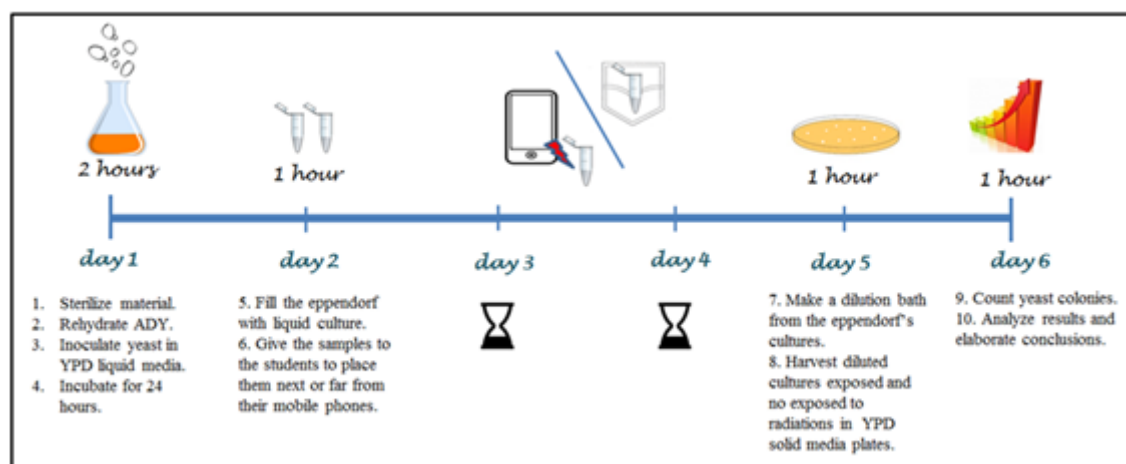 2 hours
1 hour
1 hour
1 hour
day 1
day 2
day 3
day 4
day 5
day 6
1. Sterilize material.
2. Rehydrate ADY.
3. Inoculate yeast in
YPD liquid media.
4. Incubate for 24
hours.
5. Fill the eppendorf
with liquid culture.
6. Give the samples to
the students to place
them next or far from
their mobile phones.
7. Make a dilution bath
from the eppendorf's
cultures.
8. Harvest diluted
cultures exposed and
no exposed to
radiations in YPD
solid media plates.
9. Count yeast colonies.
10. Analyze results and
elaborate conclusions.